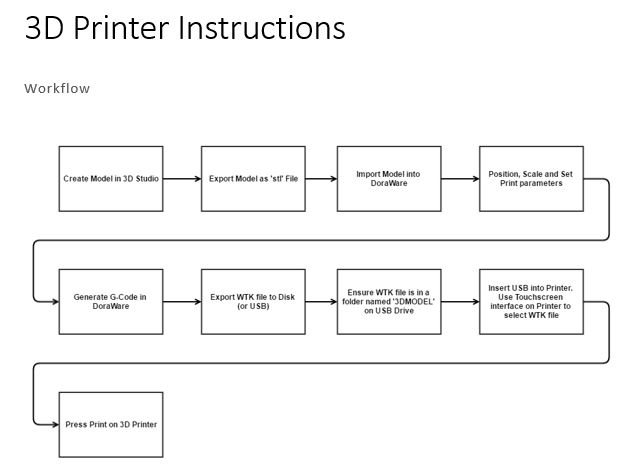 3D Printer Instructions
Workflow
Create Model in 3D Studio
Export Model as 'stl' File
Import Model into
DoraWare
Position, Scale and Set
Print parameters
Generate G-Code in
DoraWare
Export WTK file to Disk
(or USB)
Ensure WTK file is in a
folder named '3DMODEL'
on USB Drive
Insert USB into Printer.
Use Touchscreen
interface on Printer to
select WTK file
Press Print on 3D Printer